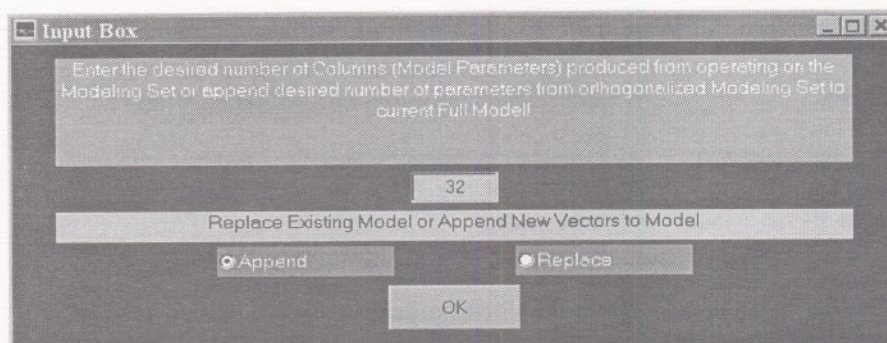 Input Box
Enter the desired number of Columns (Model Parameters) produced from operating on the
Modeling Set or append desired number of parameters from orthogonalized Modeling Set to
current Full Model!
32
Replace Existing Model or Append New Vectors to Model
Append
Replace
OK